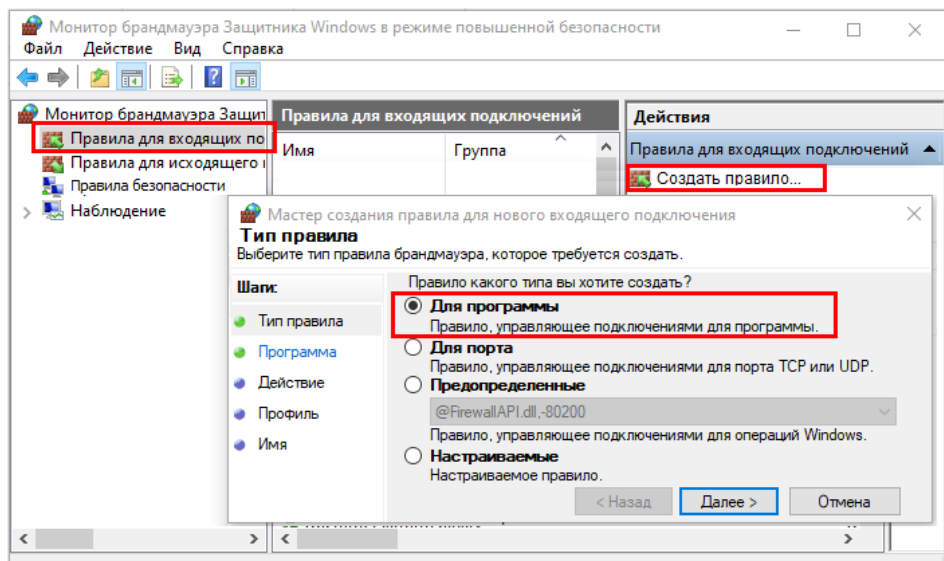 Монитор брандмауэра Защитника Windows в режиме повышенной безопасности
Файл Действие Вид Справка
Монитор брандмауэра Защит
Правила для входящих по
Правила для исходящего
Правила безопасности
Наблюдение
Правила для входящих подключений
Имя Группа
Действия
Правила для входящих подключений
Создать правило...
Мастер создания правила для нового входящего подключения
Тип правила
Выберите тип правила брандмауэра, которое требуется создать.
Шаги:
Тип правила
Программа
Действие
Профиль
Имя
Правило какого типа вы хотите создать?
Для программы
Правило, управляющее подключениями для программы.
Для порта
Правило, управляющее подключениями для порта TCP или UDP.
Предопределенные
@FirewallAPI.dll,-80200
Правило, управляющее подключениями для операций Windows.
Настраиваемые
Настраиваемое правило.
< Назад Далее > Отмена